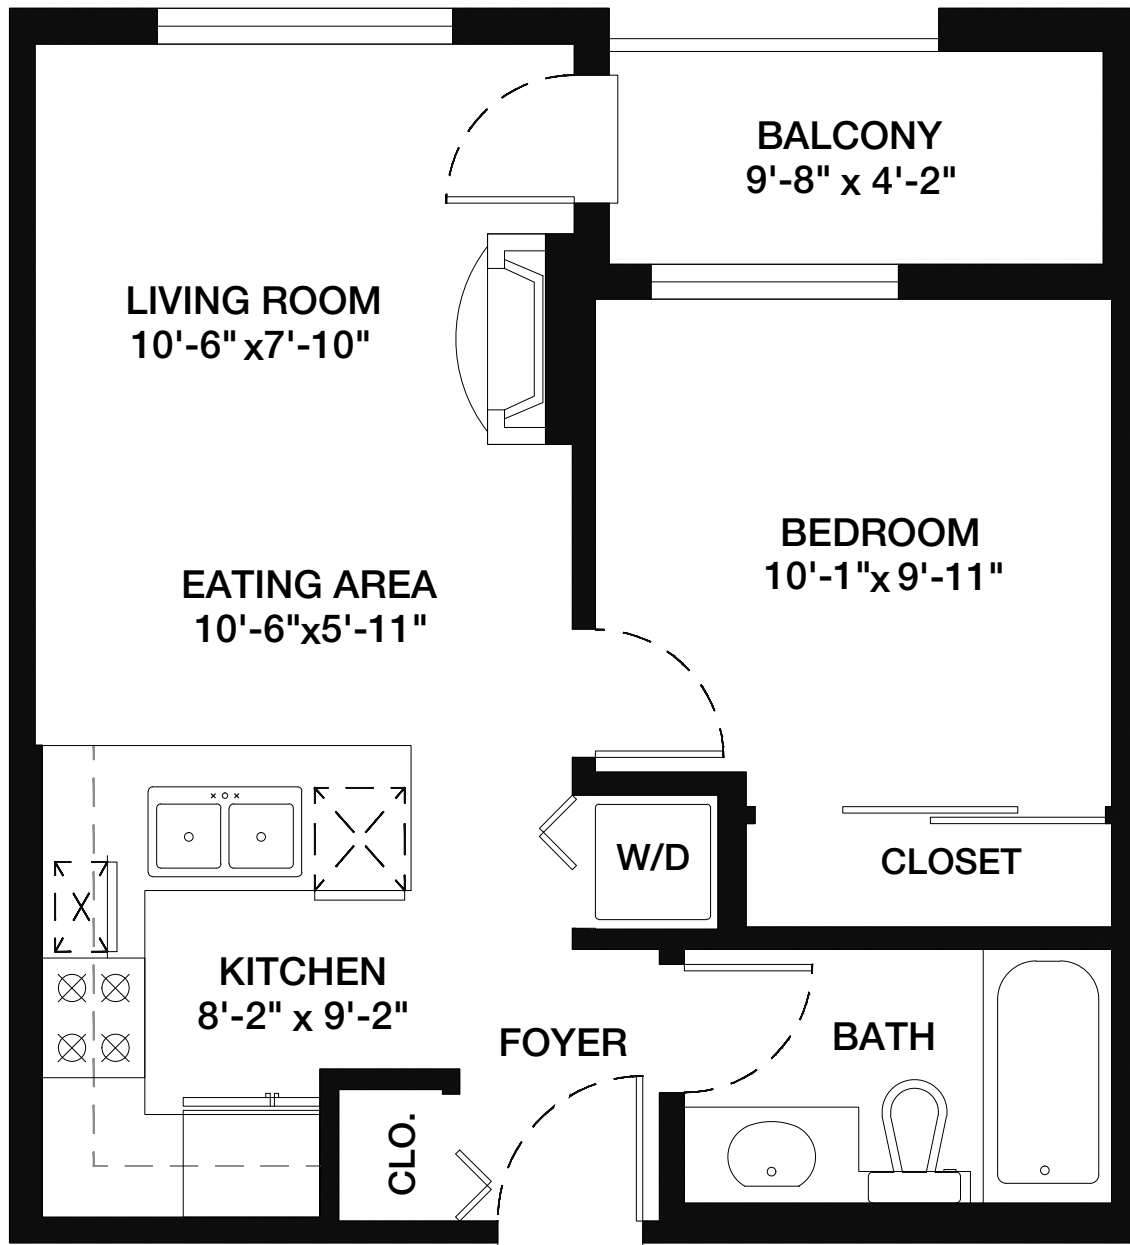 BALCONY
9'-8" x 4'-2"
LIVING ROOM
10'-6" x7'-10"
BEDROOM
10'-1"x 9'-11"
EATING AREA
10'-6"x5'-11"
W/D
CLOSET
KITCHEN
8'-2" x 9'-2"
FOYER
BATH
CLO.